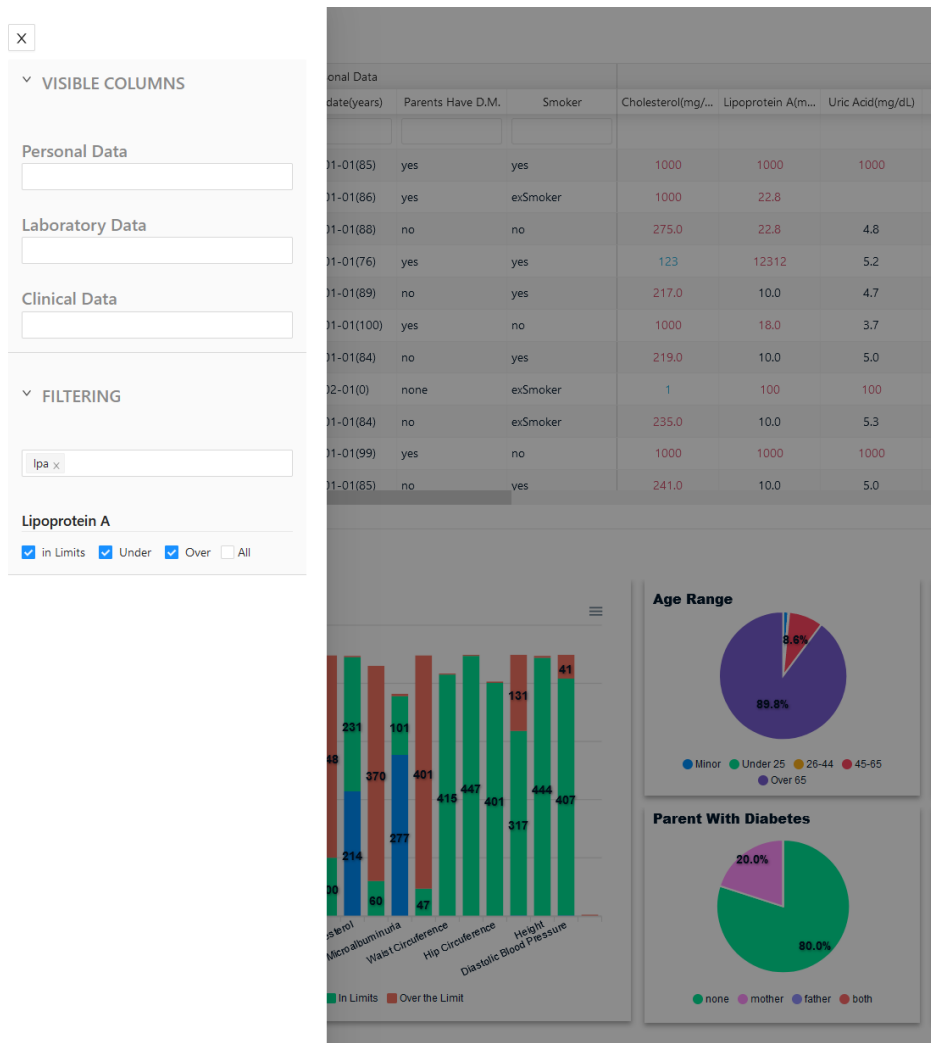 X
VISIBLE COLUMNS
Personal Data
Laboratory Data
Clinical Data
FILTERING
lpa x
Lipoprotein A
in Limits Under Over All
onal Data
date(years) Parents Have D.M. Smoker Cholesterol(mg/... Lipoprotein A(m... Uric Acid(mg/dL)
01-01(85) yes yes 1000 1000 1000
01-01(86) yes exSmoker 1000 22.8
01-01(88) no no 275.0 22.8 4.8
01-01(76) yes yes 123 12312 5.2
01-01(89) no yes 217.0 10.0 4.7
01-01(100) yes no 1000 18.0 3.7
01-01(84) no yes 219.0 10.0 5.0
02-01(0) none exSmoker 1 100 100
01-01(84) no exSmoker 235.0 10.0 5.3
01-01(99) yes no 1000 1000 1000
01-01(85) no yes 241.0 10.0 5.0
41
131
231 101
48
370 401
415 447 401 444 407
317
277
214
00 60 47
esterol Microalbuminuria Waist Circuference Hip Circuference Height Diastolic Blood Pressure
In Limits Over the Limit
Age Range
8.6%
89.8%
Minor Under 25 26-44 45-65
Over 65
Parent With Diabetes
20.0%
80.0%
none mother father both